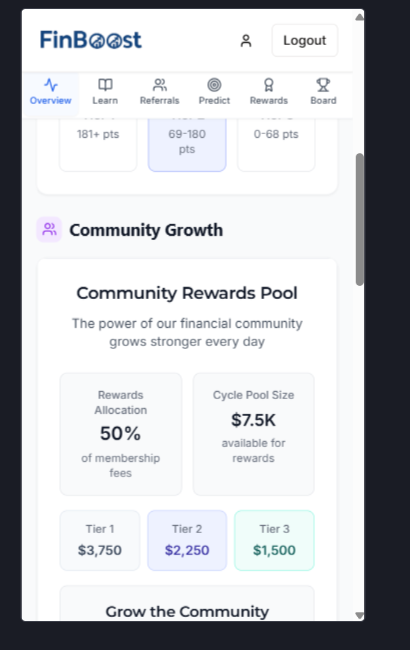 FinBoost
Logout
Overview
Learn
Referrals
Predict
Rewards
Board
181+ pts
69-180
pts
0-68 pts
Community Growth
Community Rewards Pool
The power of our financial community
grows stronger every day
Rewards
Allocation
50%
of membership
fees
Cycle Pool Size
$7.5K
available for
rewards
Tier 1
$3,750
Tier 2
$2,250
Tier 3
$1,500
Grow the Community